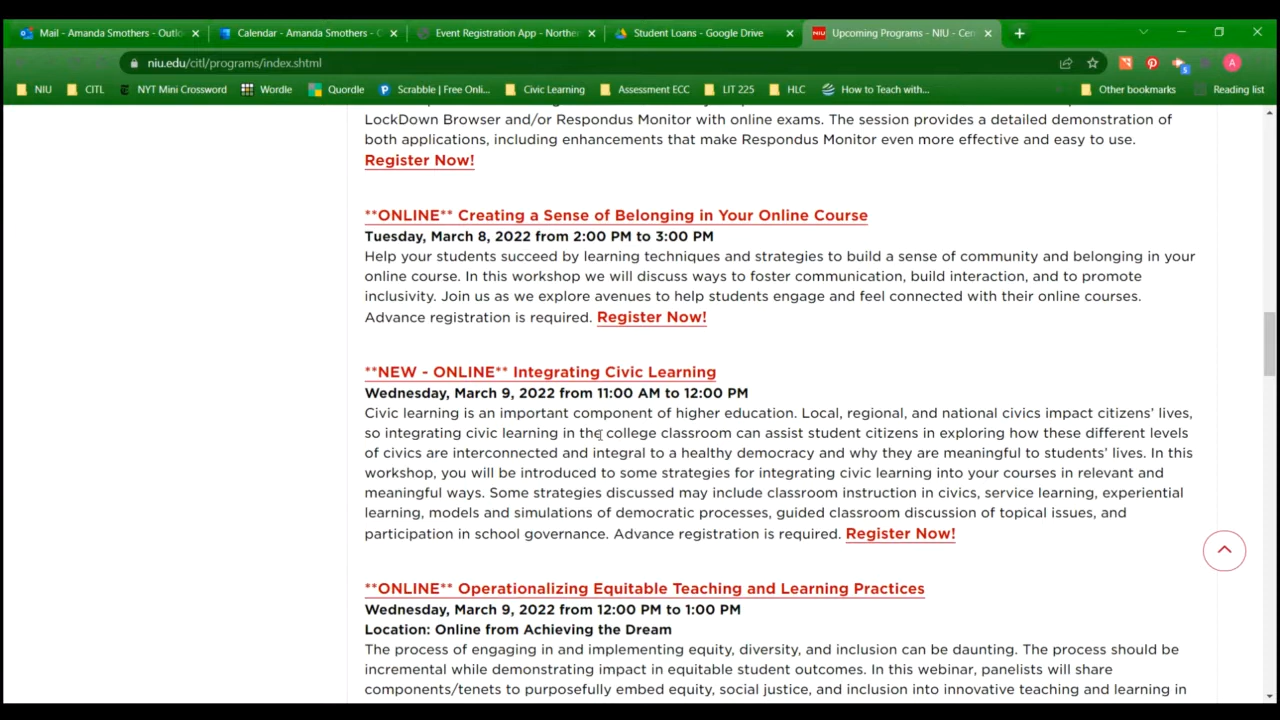 Mail - Amanda Smothers - Outlo
Calendar - Amanda Smothers - C
Event Registration App - Northern
Student Loans - Google Drive
Upcoming Programs - NIU - Cen
niu.edu/citl/programs/index.shtml
A
NIU
CITL
NYT Mini Crossword
Wordle
Quordle
Scrabble | Free Onli...
Civic Learning
Assessment ECC
LIT 225
HLC
How to Teach with...
Other bookmarks
Reading list
LockDown Browser and/or Respondus Monitor with online exams. The session provides a detailed demonstration of
both applications, including enhancements that make Respondus Monitor even more effective and easy to use.
Register Now!
**ONLINE** Creating a Sense of Belonging in Your Online Course
Tuesday, March 8, 2022 from 2:00 PM to 3:00 PM
Help your students succeed by learning techniques and strategies to build a sense of community and belonging in your
online course. In this workshop we will discuss ways to foster communication, build interaction, and to promote
inclusivity. Join us as we explore avenues to help students engage and feel connected with their online courses.
Advance registration is required. Register Now!
**NEW - ONLINE** Integrating Civic Learning
Wednesday, March 9, 2022 from 11:00 AM to 12:00 PM
Civic learning is an important component of higher education. Local, regional, and national civics impact citizens’ lives,
so integrating civic learning in the college classroom can assist student citizens in exploring how these different levels
of civics are interconnected and integral to a healthy democracy and why they are meaningful to students’ lives. In this
workshop, you will be introduced to some strategies for integrating civic learning into your courses in relevant and
meaningful ways. Some strategies discussed may include classroom instruction in civics, service learning, experiential
learning, models and simulations of democratic processes, guided classroom discussion of topical issues, and
participation in school governance. Advance registration is required. Register Now!
**ONLINE** Operationalizing Equitable Teaching and Learning Practices
Wednesday, March 9, 2022 from 12:00 PM to 1:00 PM
Location: Online from Achieving the Dream
The process of engaging in and implementing equity, diversity, and inclusion can be daunting. The process should be
incremental while demonstrating impact in equitable student outcomes. In this webinar, panelists will share
components/tenets to purposefully embed equity, social justice, and inclusion into innovative teaching and learning in